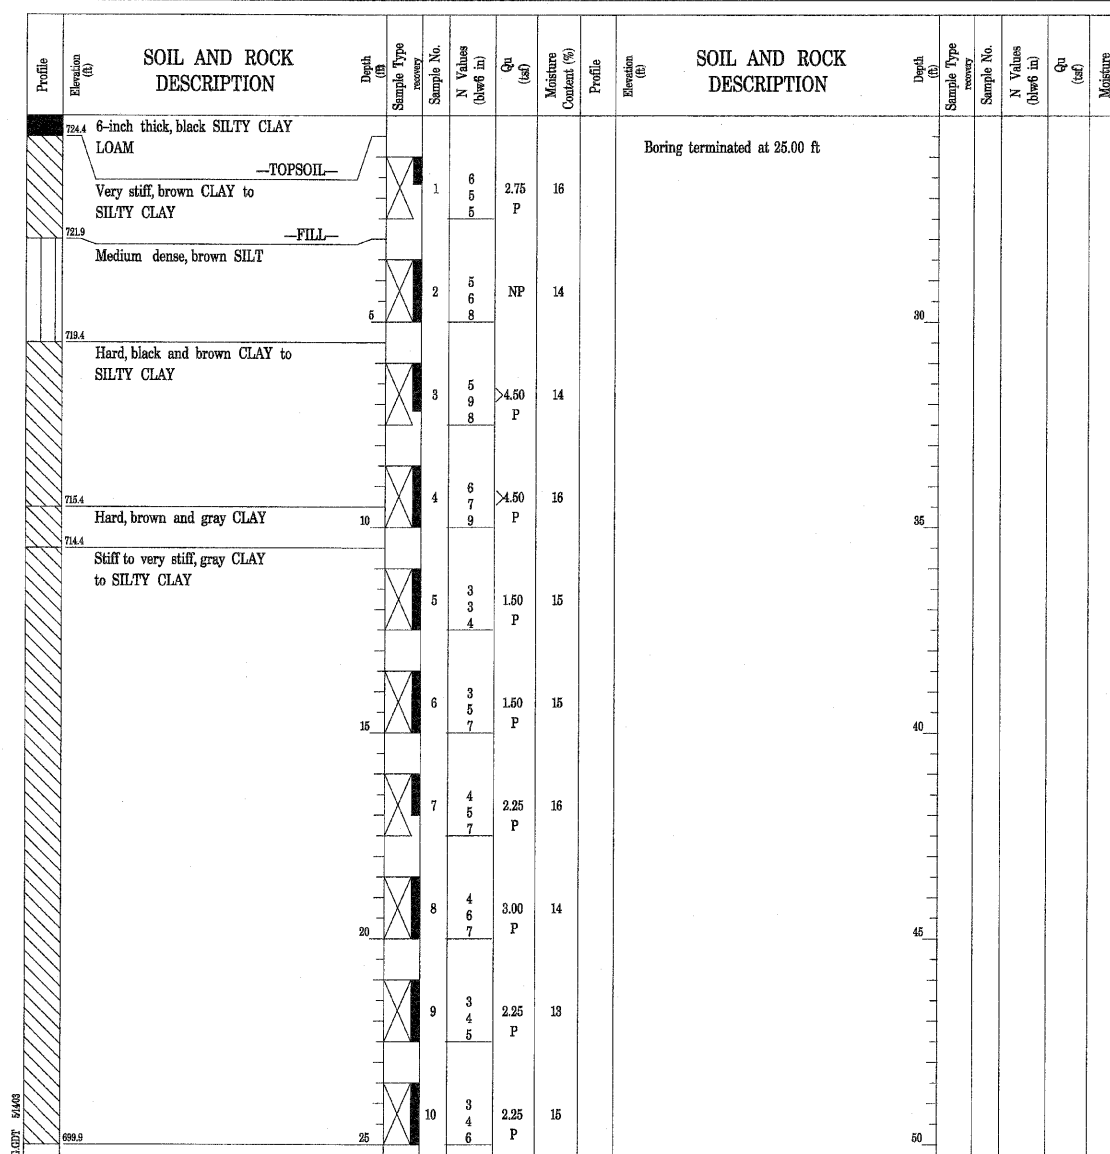 Profile
Elevation
(ft)
SOIL AND ROCK
DESCRIPTION
Depth
(ft)
Sample Type
recovery
Sample No.
N Values
(blw6 in)
Qu
(tsf)
Moisture
Content (%)
Profile
Elevation
(ft)
SOIL AND ROCK
DESCRIPTION
Depth
(ft)
Sample Type
recovery
Sample No.
N Values
(blw6 in)
Qu
(tsf)
Moisture
724.4 6-inch thick, black SILTY CLAY
LOAM
—TOPSOIL—
Very stiff, brown CLAY to
SILTY CLAY
1
6
5
5
2.75
P
16
721.9
—FILL—
Medium dense, brown SILT
2
5
6
8
NP
14
5
719.4
Hard, black and brown CLAY to
SILTY CLAY
3
5
9
8
>4.50
P
14
4
6
7
9
>4.50
P
16
715.4
Hard, brown and gray CLAY
10
714.4
Stiff to very stiff, gray CLAY
to SILTY CLAY
5
3
3
4
1.50
P
15
6
3
5
7
1.50
P
15
15
7
4
5
7
2.25
P
16
8
4
6
7
3.00
P
14
20
9
3
4
5
2.25
P
13
10
3
4
6
2.25
P
15
699.9
25
Boring terminated at 25.00 ft
30
35
40
45
50
.GDT 5/14/03